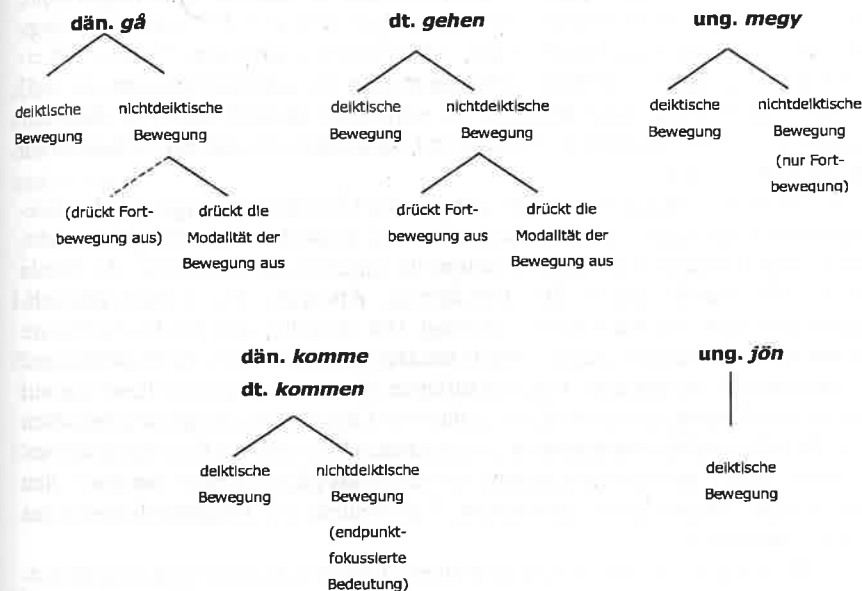 dän. gå
dt. gehen
ung. megy
deiktische
Bewegung
nichtdeiktische
Bewegung
deiktische
Bewegung
nichtdeiktische
Bewegung
deiktische
Bewegung
nichtdeiktische
Bewegung
(nur Fort-
bewegung)
(drückt Fort-
bewegung aus)
drückt die
Modalität der
Bewegung aus
drückt Fort-
bewegung aus
drückt die
Modalität der
Bewegung aus
dän. komme
dt. kommen
ung. jön
deiktische
Bewegung
nichtdeiktische
Bewegung
(endpunkt-
fokussierte
Bedeutung)
deiktische
Bewegung